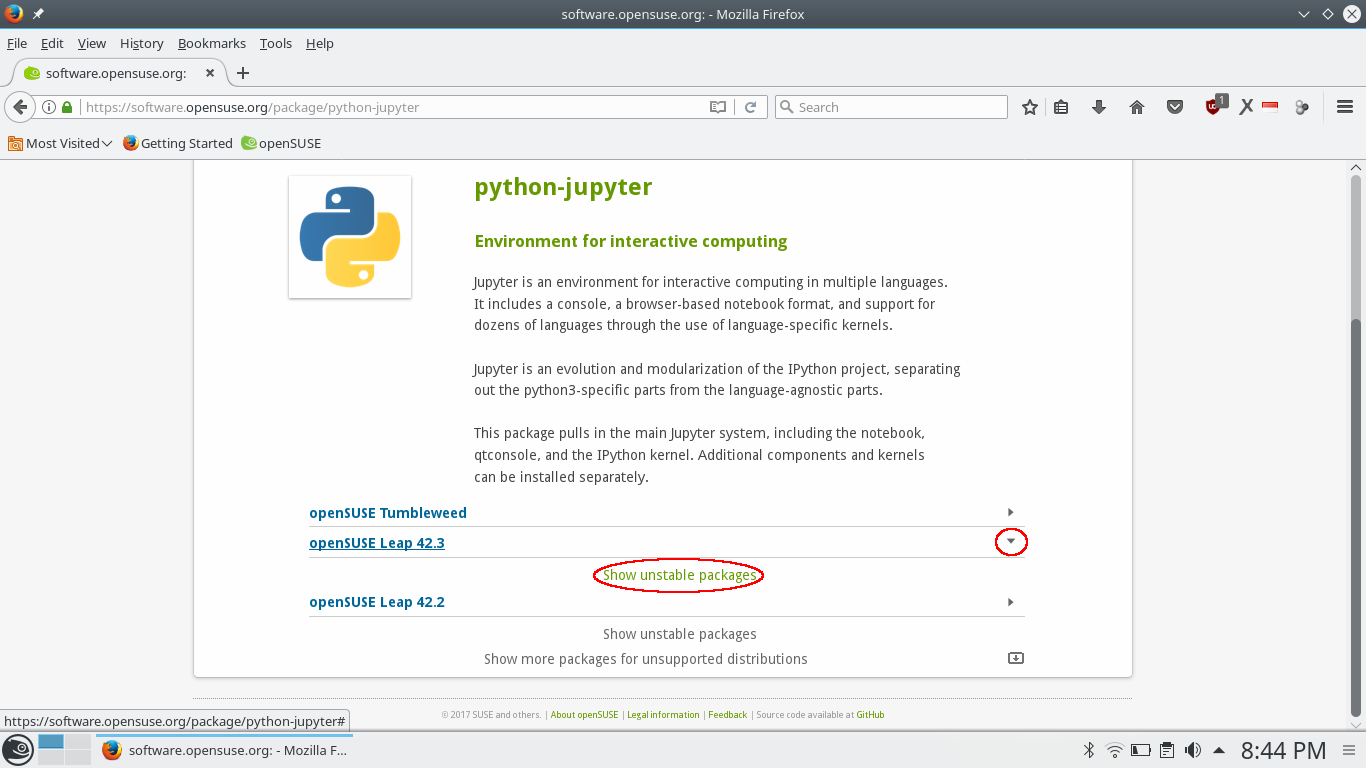 software.opensuse.org: - Mozilla Firefox
File Edit View History Bookmarks Tools Help
software.opensuse.org:
https://software.opensuse.org/package/python-jupyter
Search
1
Most Visited
Getting Started
openSUSE
python-jupyter
Environment for interactive computing
Jupyter is an environment for interactive computing in multiple languages.
It includes a console, a browser-based notebook format, and support for
dozens of languages through the use of language-specific kernels.
Jupyter is an evolution and modularization of the IPython project, separating
out the python3-specific parts from the language-agnostic parts.
This package pulls in the main Jupyter system, including the notebook,
qtconsole, and the IPython kernel. Additional components and kernels
can be installed separately.
openSUSE Tumbleweed
openSUSE Leap 42.3
Show unstable packages
openSUSE Leap 42.2
Show unstable packages
Show more packages for unsupported distributions
© 2017 SUSE and others. | About openSUSE | Legal information | Feedback | Source code available at GitHub
https://software.opensuse.org/package/python-jupyter#
software.opensuse.org: - Mozilla F...
8:44 PM